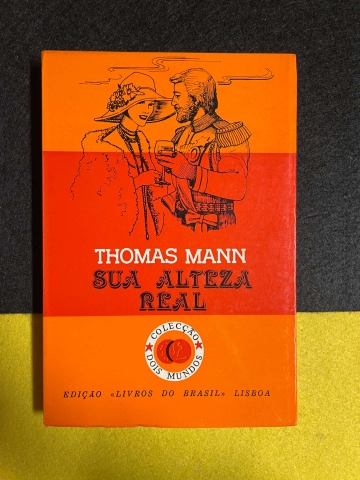 THOMAS MANN
SUA ALTEZA
REAL
COLECÇÃO
DOIS MUNDOS
EDIÇÃO «LIVROS DO BRASIL» LISBOA